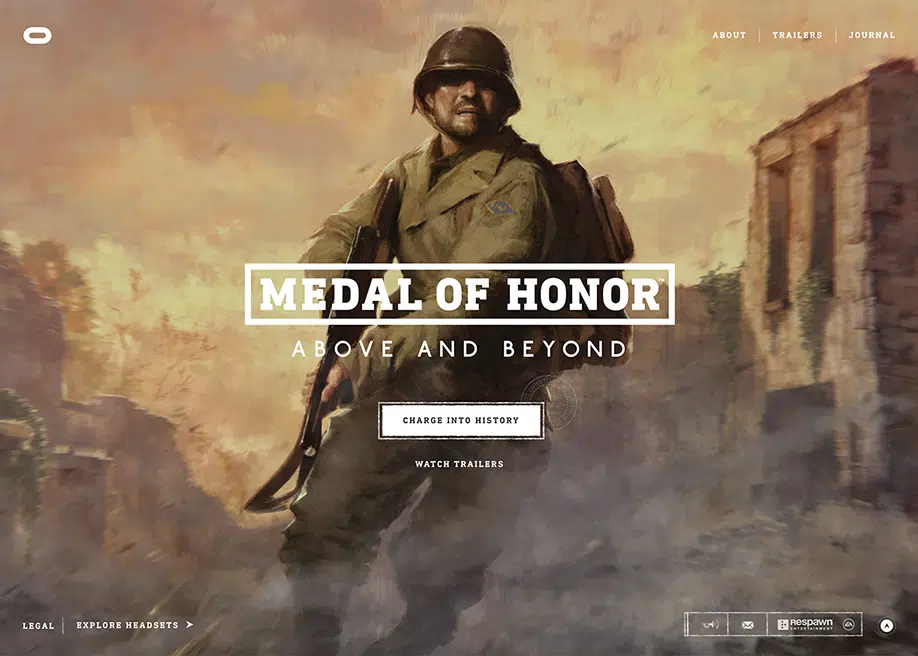 ABOUT
TRAILERS
JOURNAL
MEDAL OF HONOR™
ABOVE AND BEYOND
CHARGE INTO HISTORY
WATCH TRAILERS
LEGAL
EXPLORE HEADSETS
Respawn
ENTERTAINMENT
EA